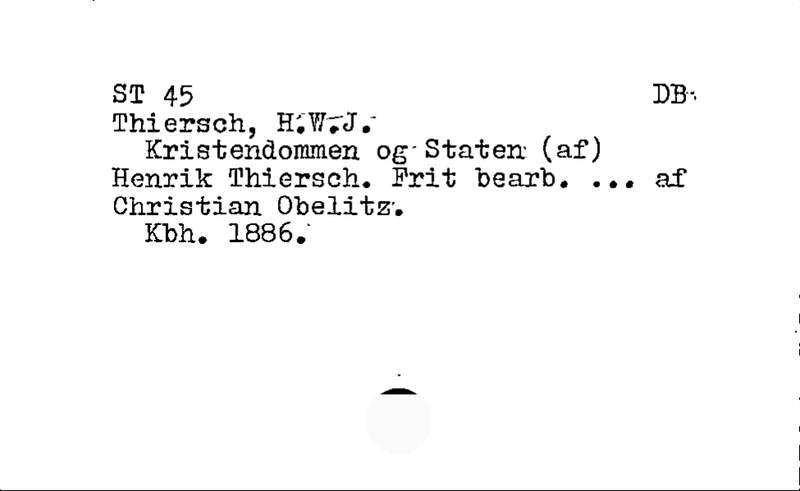 ST 45 DB
Thiersch, H.W.J.
Kristendommen og Staten (af)
Henrik Thiersch. Frit bearb. ... af
Christian Obelitz.
Kbh. 1886.